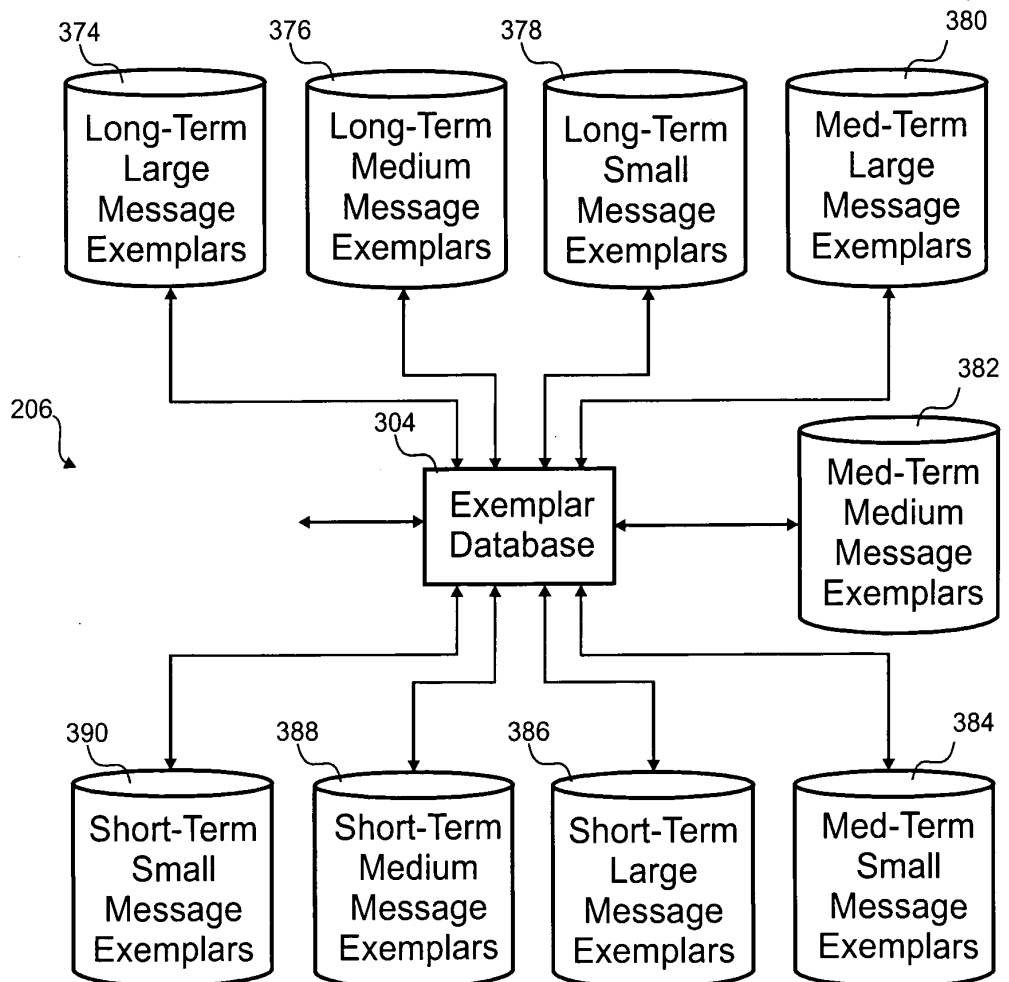 374
376
378
380
Long-Term
Large
Message
Exemplars
Long-Term
Medium
Message
Exemplars
Long-Term
Small
Message
Exemplars
Med-Term
Large
Message
Exemplars
206
304
382
Exemplar
Database
Med-Term
Medium
Message
Exemplars
390
388
386
384
Short-Term
Small
Message
Exemplars
Short-Term
Medium
Message
Exemplars
Short-Term
Large
Message
Exemplars
Med-Term
Small
Message
Exemplars